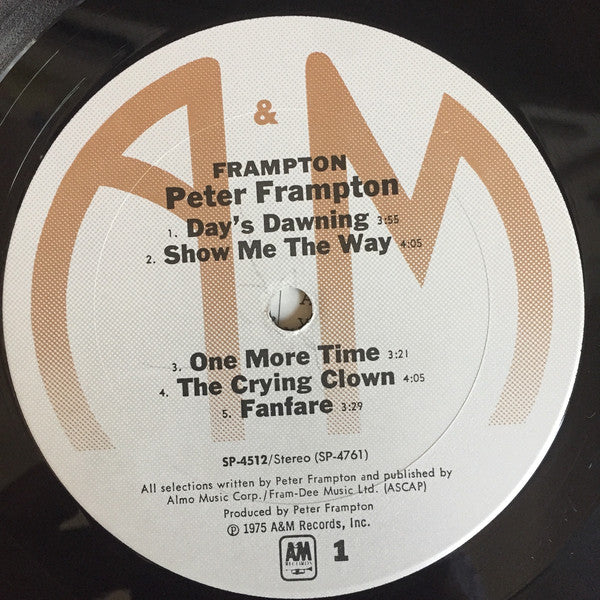 A&M
FRAMPTON
Peter Frampton
1. Day's Dawning 3:55
2. Show Me The Way 4:05
3. One More Time 3:21
4. The Crying Clown 4:05
5. Fanfare 3:29
SP-4512/Stereo (SP-4761)
All selections written by Peter Frampton and published by
Almo Music Corp./Fram-Dee Music Ltd. (ASCAP)
Produced by Peter Frampton
℗ 1975 A&M Records, Inc.
A&M
RECORDS
1